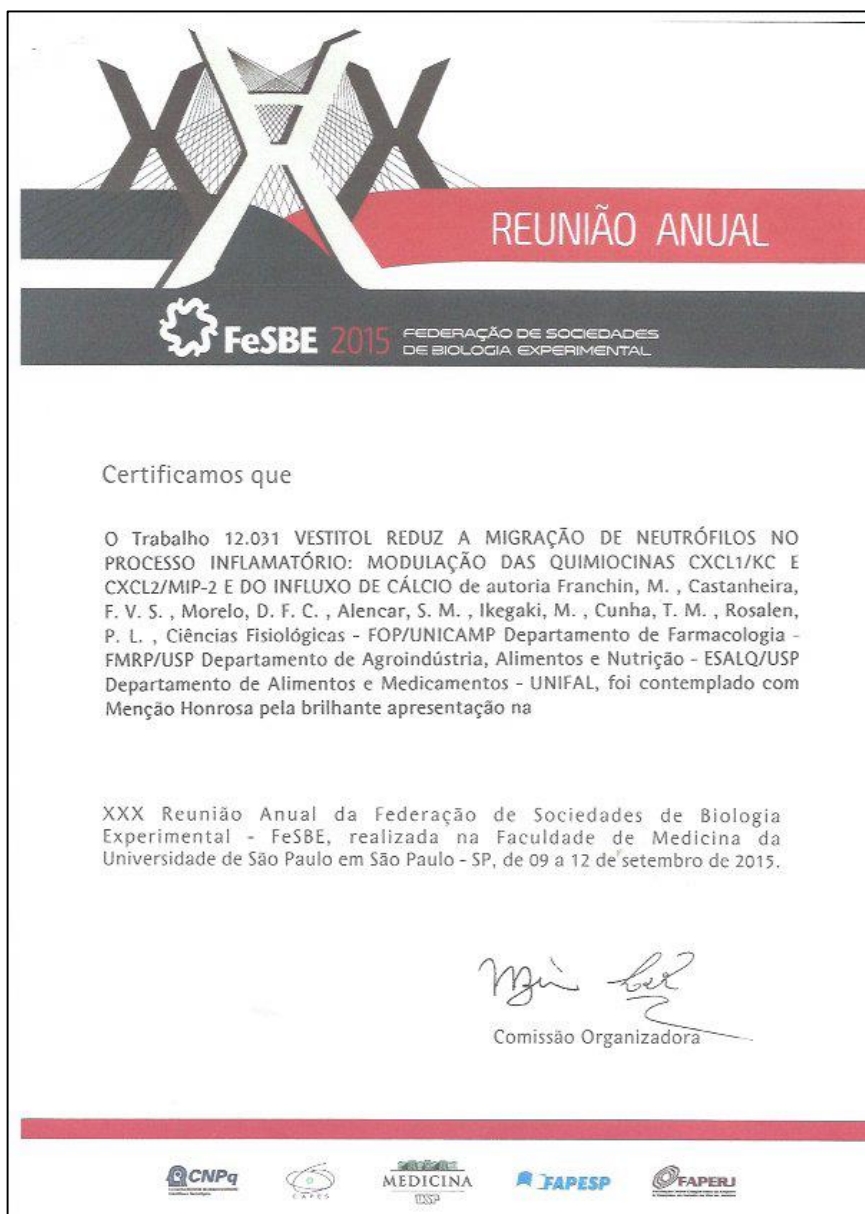 REUNIÃO ANUAL
FeSBE 2015 FEDERAÇÃO DE SOCIEDADES
DE BIOLOGIA EXPERIMENTAL
Certificamos que
O Trabalho 12.031 VESTITOL REDUZ A MIGRAÇÃO DE NEUTRÓFILOS NO
PROCESSO INFLAMATÓRIO: MODULAÇÃO DAS QUIMIOCINAS CXCL1/KC E
CXCL2/MIP-2 E DO INFLUXO DE CÁLCIO de autoria Franchin, M. , Castanheira,
F. V. S. , Morelo, D. F. C. , Alencar, S. M. , Ikegaki, M. , Cunha, T. M. , Rosalen,
P. L. , Ciências Fisiológicas - FOP/UNICAMP Departamento de Farmacologia -
FMRP/USP Departamento de Agroindústria, Alimentos e Nutrição - ESALQ/USP
Departamento de Alimentos e Medicamentos - UNIFAL, foi contemplado com
Menção Honrosa pela brilhante apresentação na
XXX Reunião Anual da Federação de Sociedades de Biologia
Experimental - FeSBE, realizada na Faculdade de Medicina da
Universidade de São Paulo em São Paulo - SP, de 09 a 12 de setembro de 2015.
Comissão Organizadora
CNPq
CAPES
MEDICINA
USP
FAPESP
FAPERJ